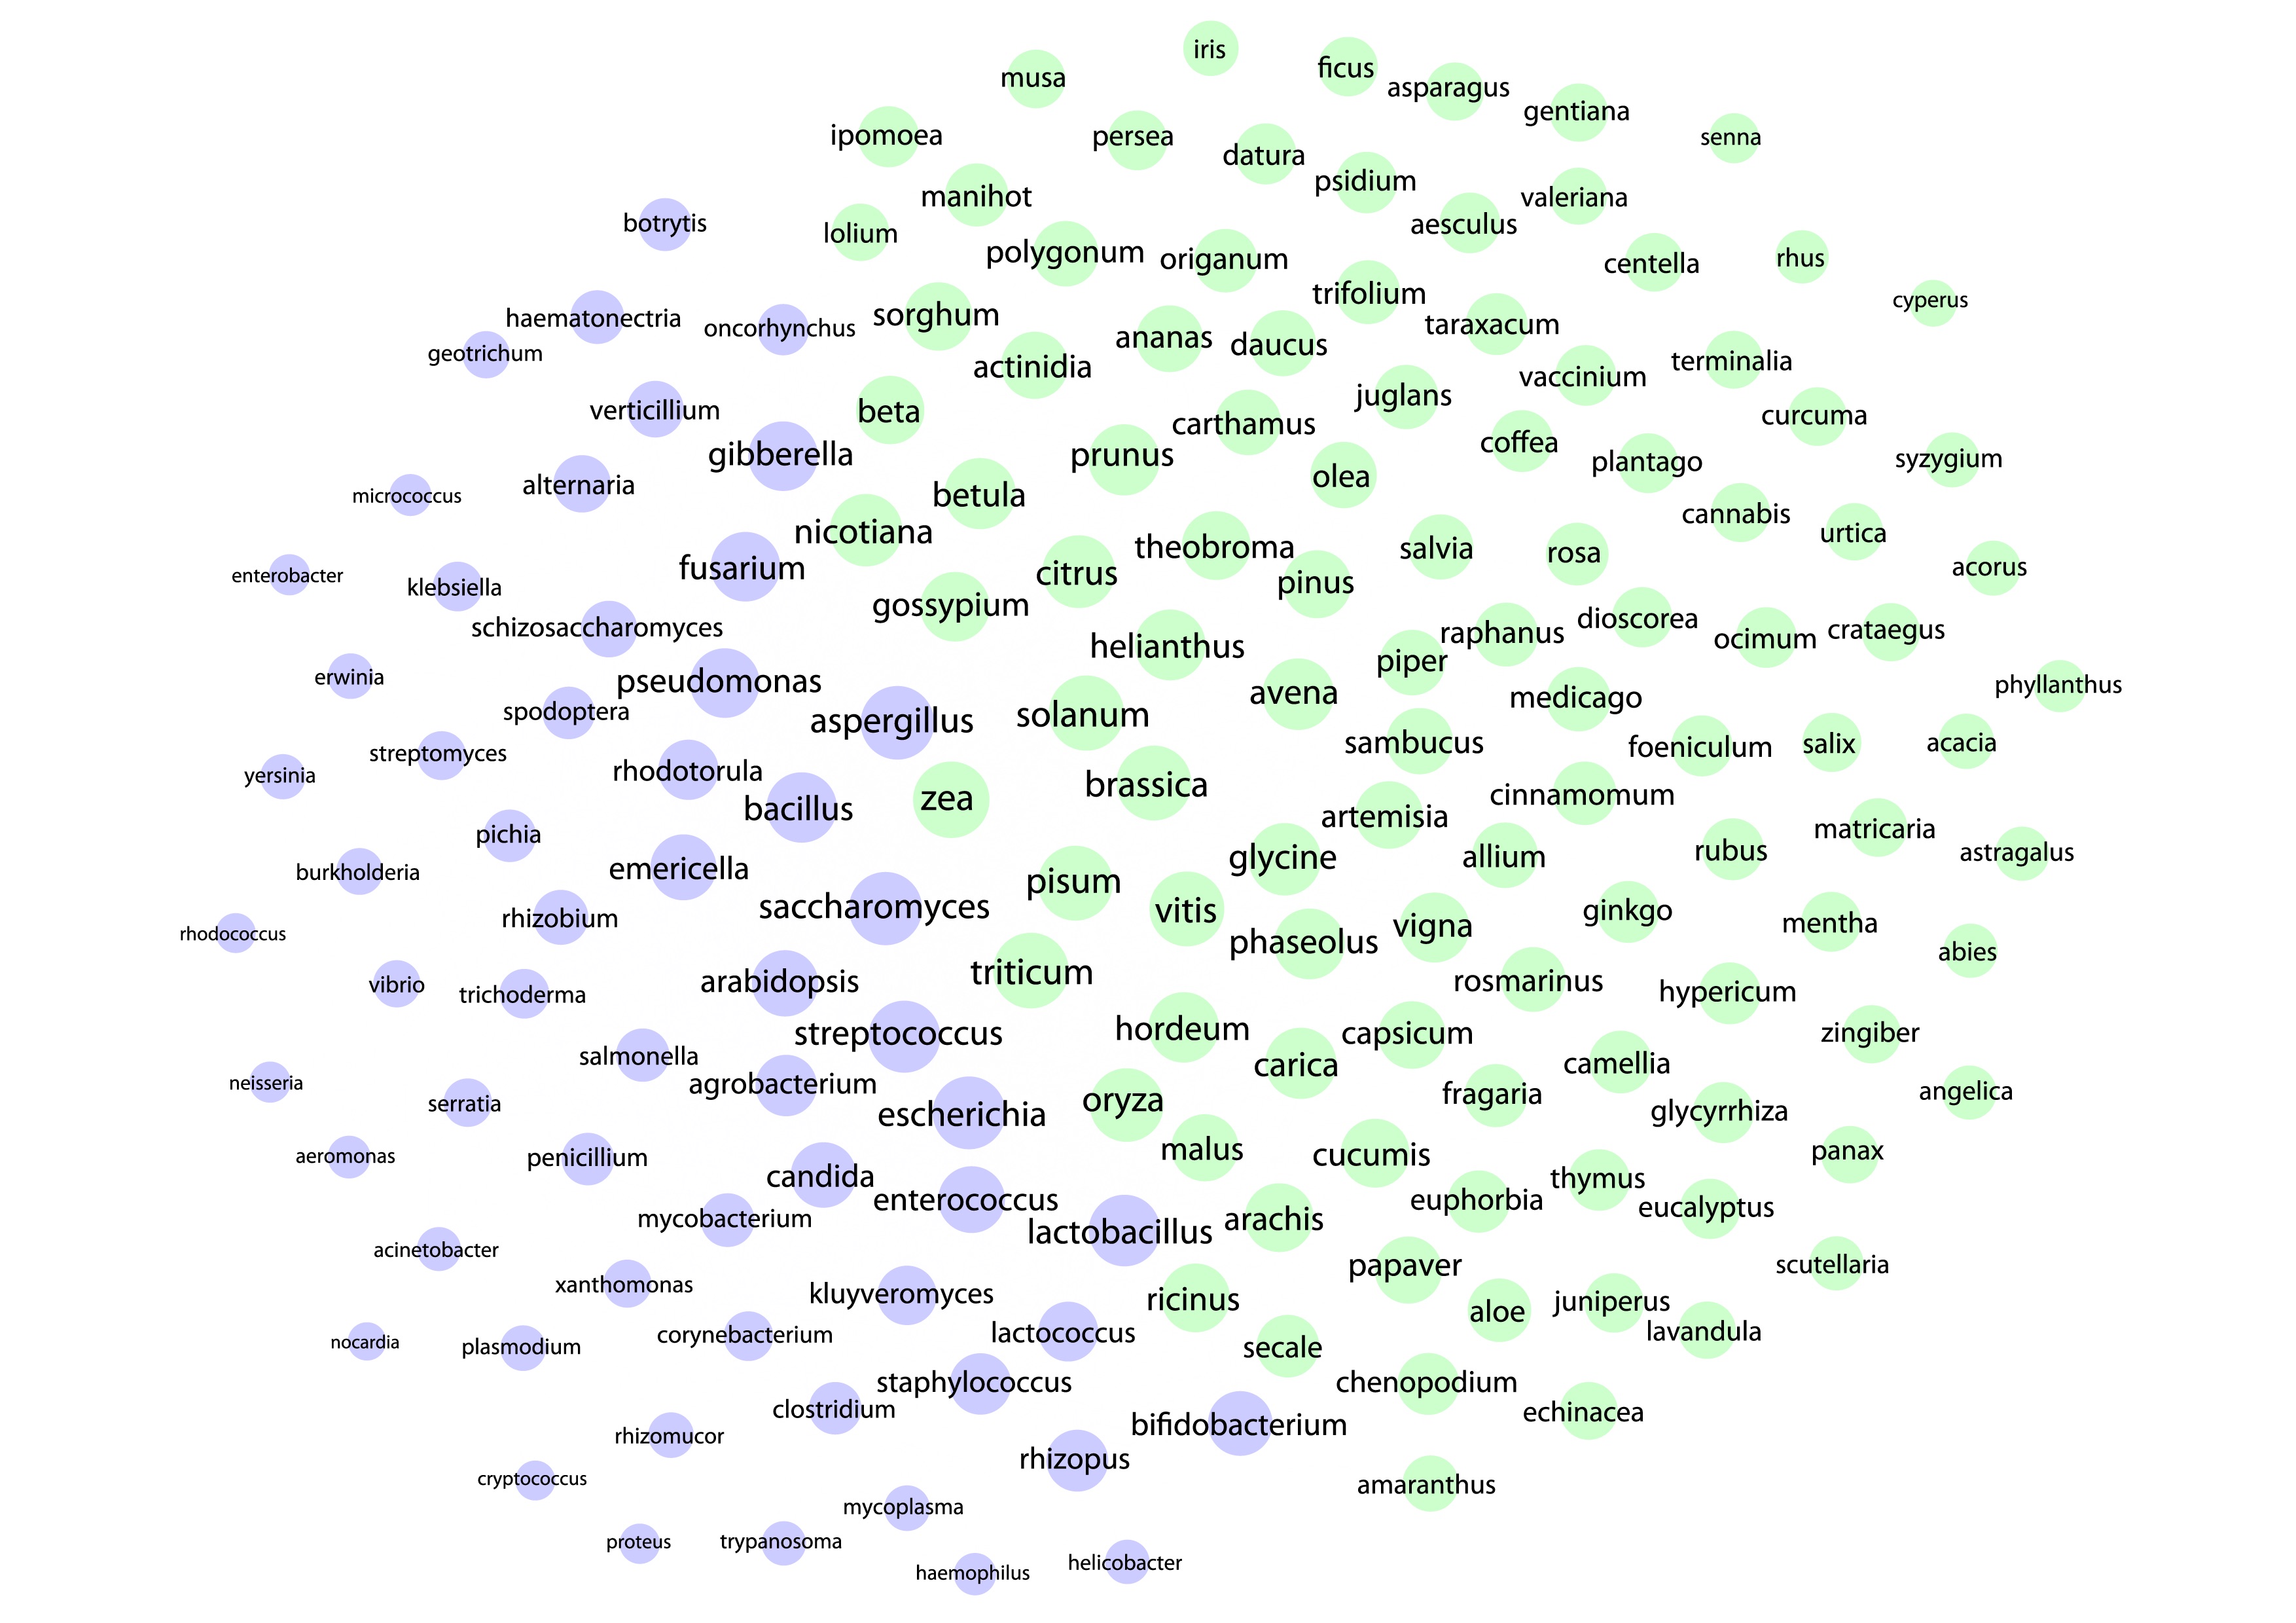 iris
ficus
musa
asparagus
gentiana
ipomoea
persea
senna
datura
psidium
manihot
valeriana
botrytis
aesculus
lolium
polygonum
origanum
rhus
centella
trifolium
cyperus
sorghum
haematonectria
taraxacum
oncorhynchus
ananas
daucus
geotrichum
terminalia
actinidia
vaccinium
juglans
verticillium
beta
curcuma
carthamus
coffea
gibberella
prunus
syzygium
plantago
olea
alternaria
micrococcus
betula
cannabis
nicotiana
urtica
theobroma
salvia
rosa
acorus
fusarium
citrus
enterobacter
pinus
klebsiella
gossypium
dioscorea
schizosaccharomyces
crataegus
raphanus
ocimum
helianthus
piper
erwinia
pseudomonas
phyllanthus
avena
medicago
spodoptera
solanum
aspergillus
sambucus
acacia
salix
foeniculum
streptomyces
rhodotorula
yersinia
brassica
cinnamomum
zea
bacillus
artemisia
matricaria
pichia
rubus
astragalus
glycine
allium
emericella
burkholderia
pisum
saccharomyces
vitis
ginkgo
rhizobium
mentha
vigna
rhodococcus
phaseolus
abies
triticum
arabidopsis
rosmarinus
vibrio
hypericum
trichoderma
hordeum
streptococcus
capsicum
zingiber
salmonella
camellia
carica
neisseria
agrobacterium
angelica
fragaria
oryza
serratia
glycyrrhiza
escherichia
malus
panax
cucumis
aeromonas
penicillium
candida
thymus
enterococcus
euphorbia
eucalyptus
mycobacterium
arachis
lactobacillus
acinetobacter
scutellaria
papaver
xanthomonas
kluyveromyces
ricinus
juniperus
aloe
lavandula
lactococcus
corynebacterium
nocardia
plasmodium
secale
staphylococcus
chenopodium
clostridium
echinacea
bifidobacterium
rhizomucor
rhizopus
cryptococcus
amaranthus
mycoplasma
proteus
trypanosoma
helicobacter
haemophilus